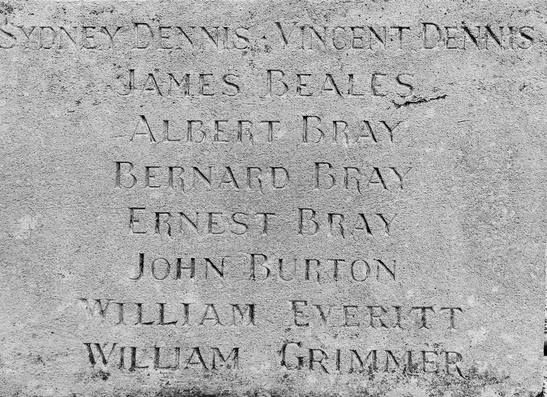 SYDNEY DENNIS · VINCENT DENNIS
JAMES BEALES
ALBERT BRAY
BERNARD BRAY
ERNEST BRAY
JOHN BURTON
WILLIAM EVERITT
WILLIAM GRIMMER